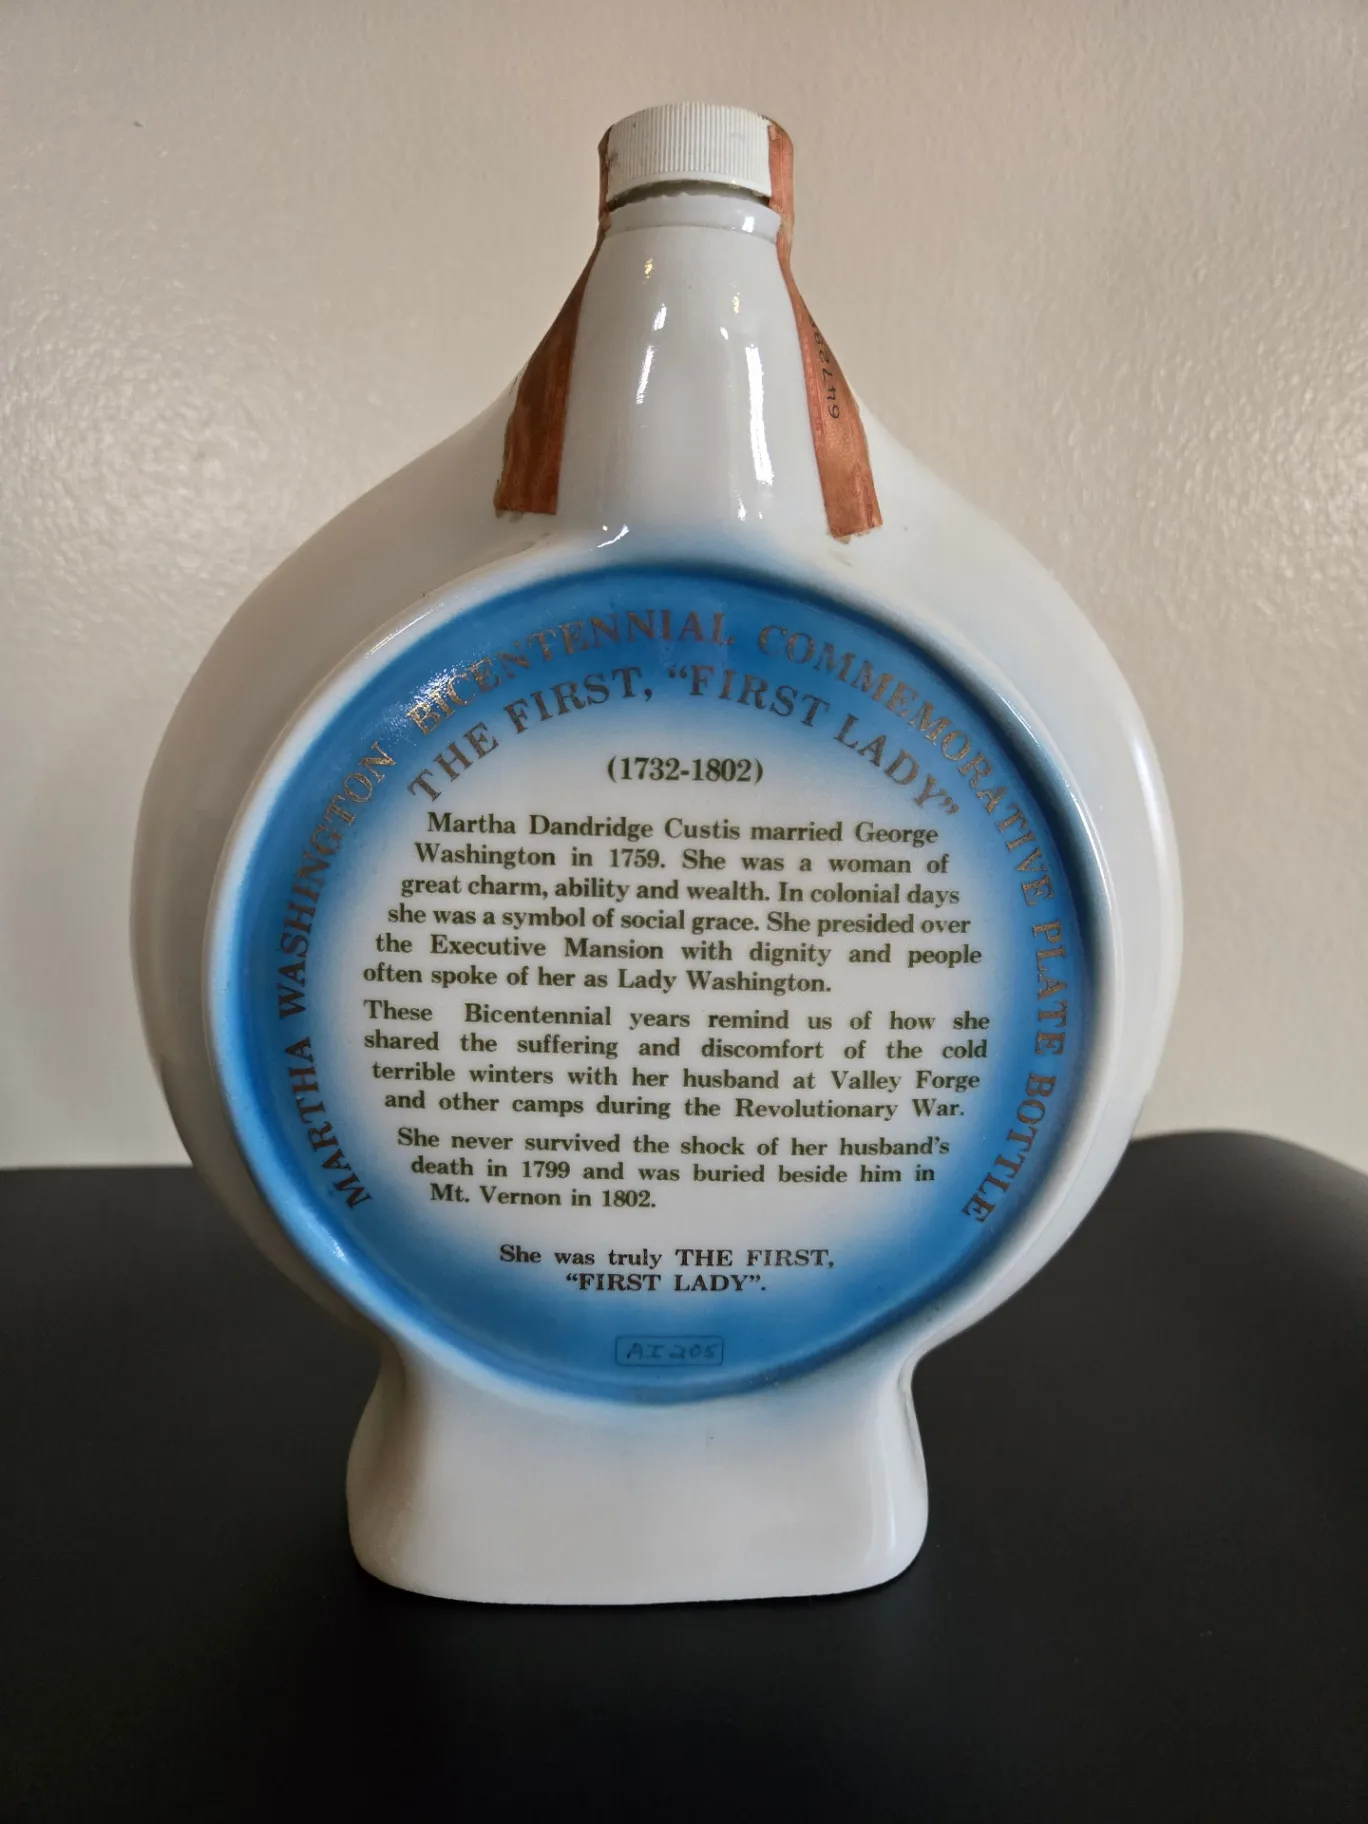 MARTHA WASHINGTON BICENTENNIAL COMMEMORATIVE PLATE BOTTLE
THE FIRST, “FIRST LADY”
(1732-1802)
Martha Dandridge Custis married George
Washington in 1759. She was a woman of
great charm, ability and wealth. In colonial days
she was a symbol of social grace. She presided over
the Executive Mansion with dignity and people
often spoke of her as Lady Washington.
These Bicentennial years remind us of how she
shared the suffering and discomfort of the cold
terrible winters with her husband at Valley Forge
and other camps during the Revolutionary War.
She never survived the shock of her husband's
death in 1799 and was buried beside him in
Mt. Vernon in 1802.
She was truly THE FIRST,
“FIRST LADY”.
AI 205